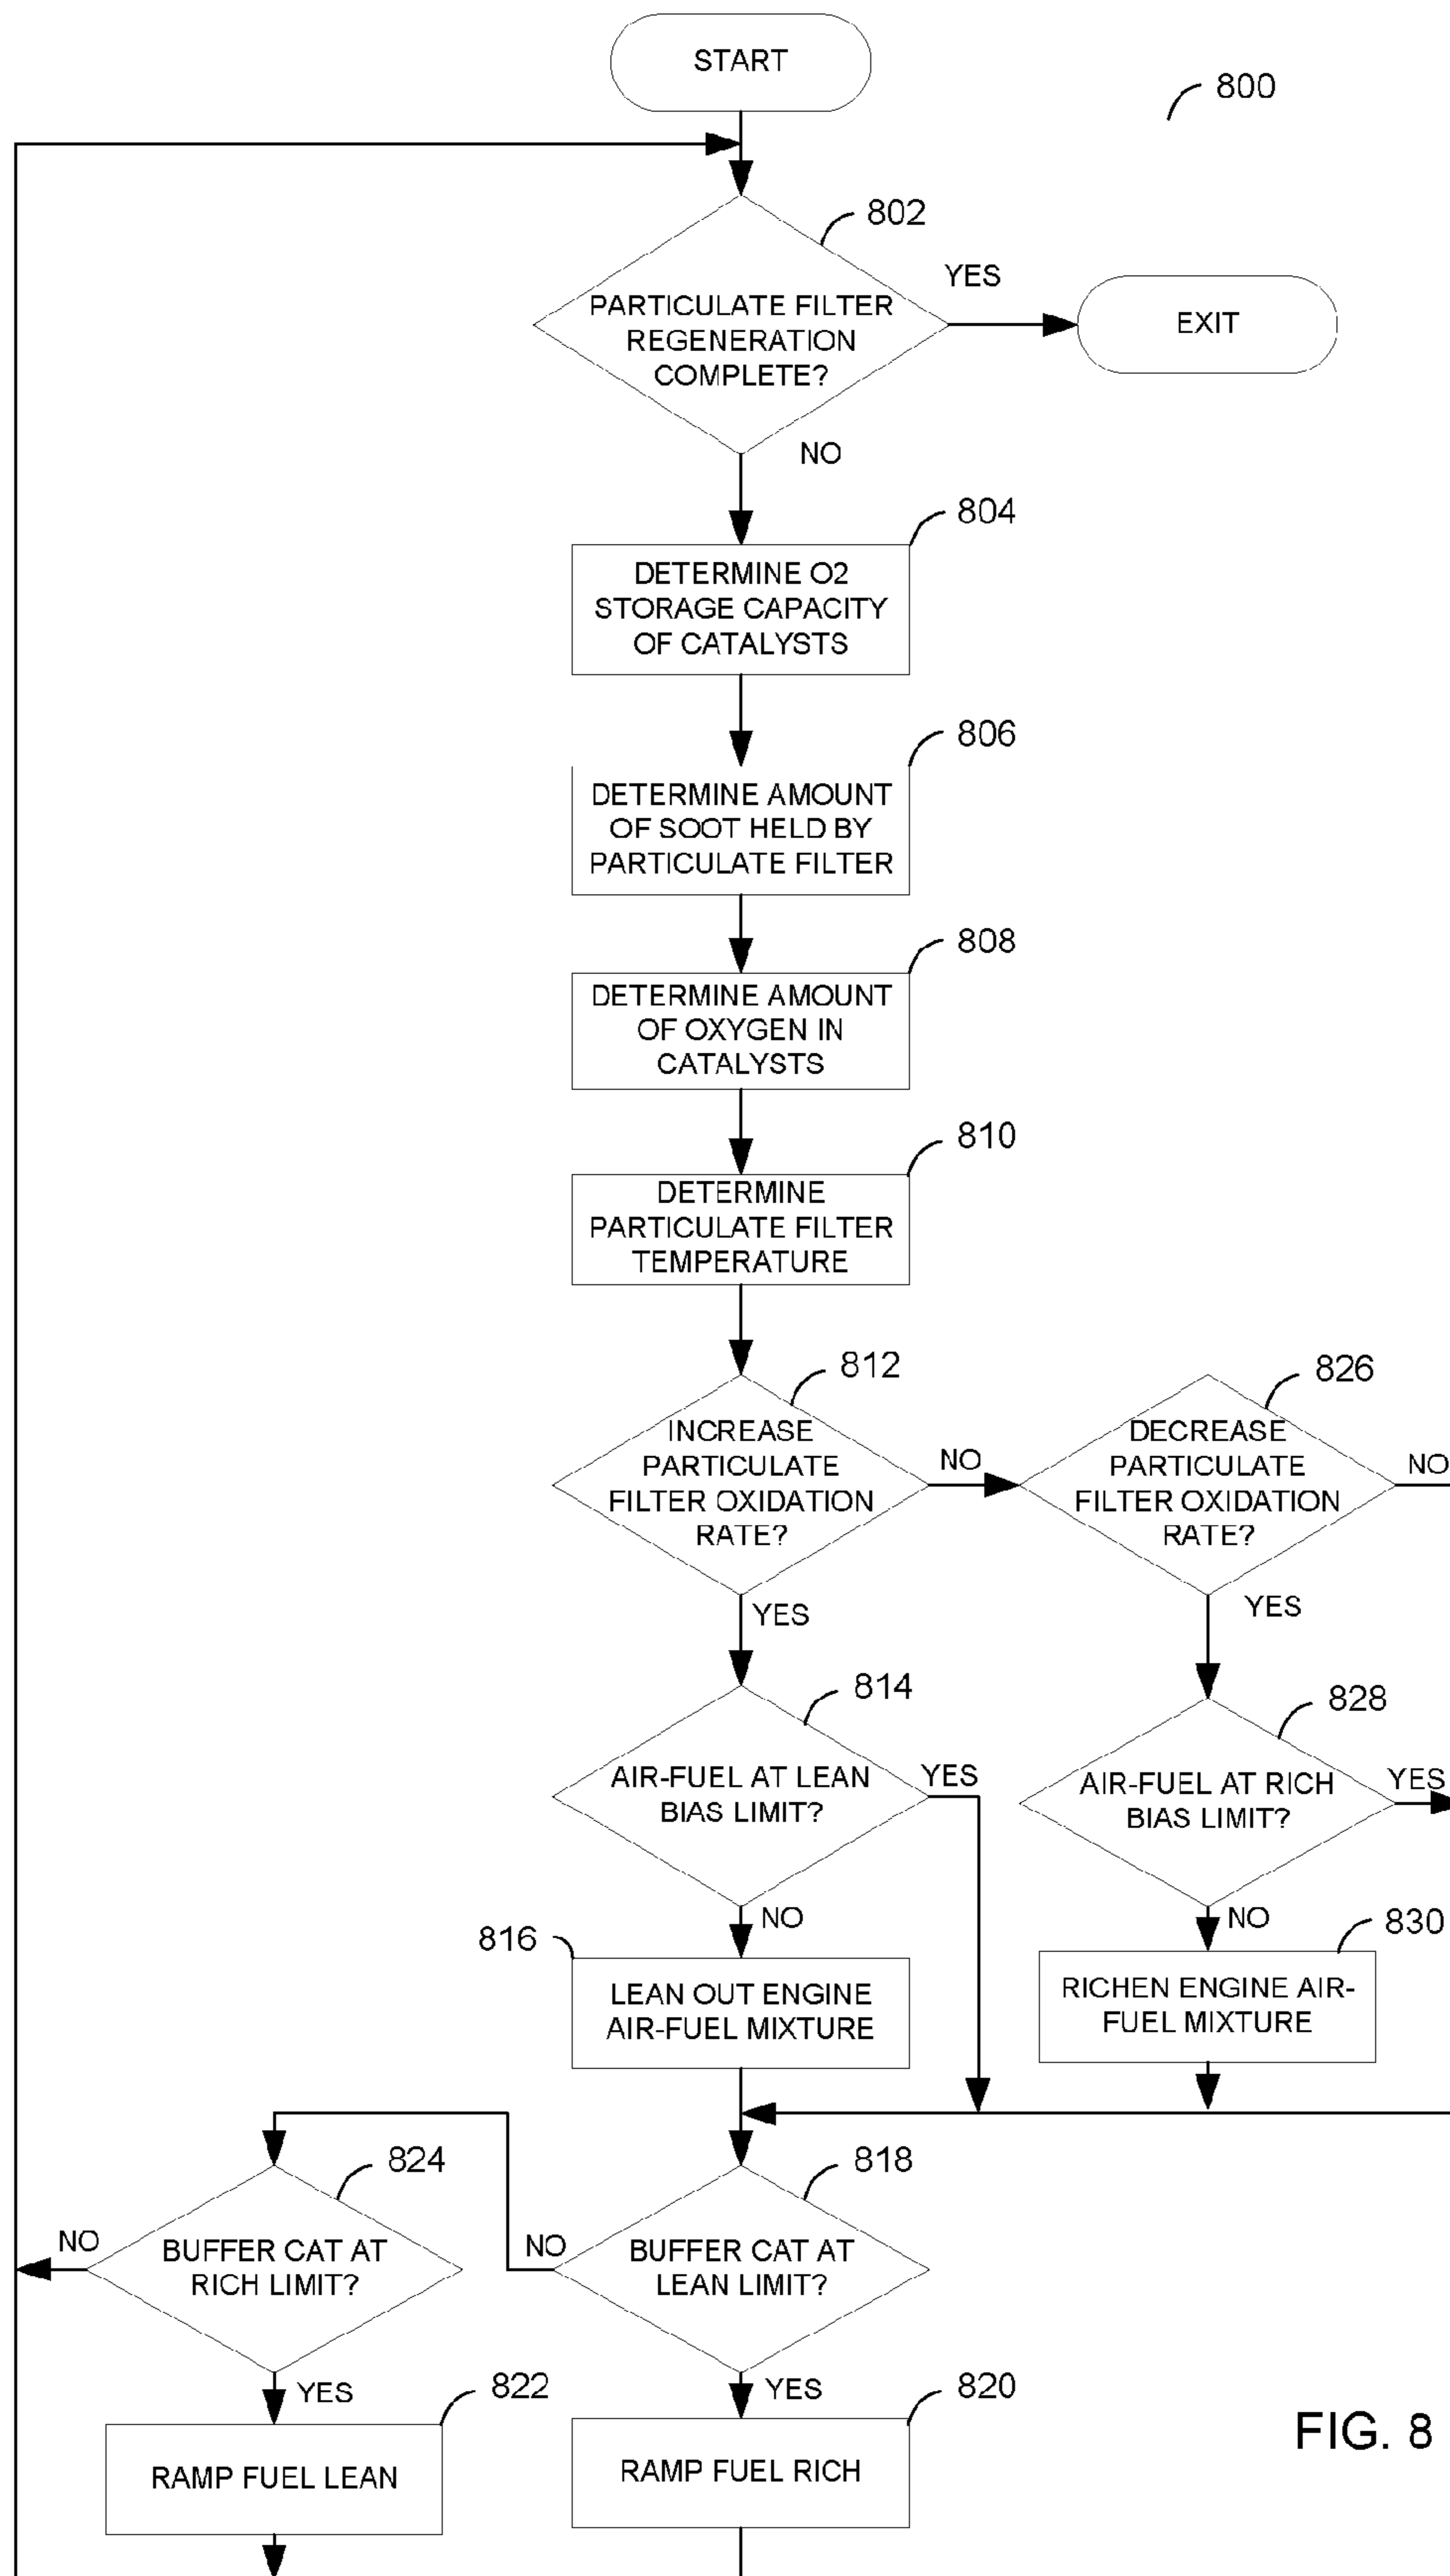 START
800
802
PARTICULATE FILTER
REGENERATION
COMPLETE?
YES
EXIT
NO
804
DETERMINE O2
STORAGE CAPACITY
OF CATALYSTS
806
DETERMINE AMOUNT
OF SOOT HELD BY
PARTICULATE FILTER
808
DETERMINE AMOUNT
OF OXYGEN IN
CATALYSTS
810
DETERMINE
PARTICULATE FILTER
TEMPERATURE
812
INCREASE
PARTICULATE
FILTER OXIDATION
RATE?
NO
826
DECREASE
PARTICULATE
FILTER OXIDATION
RATE?
NO
YES
YES
814
AIR-FUEL AT LEAN
BIAS LIMIT?
YES
828
AIR-FUEL AT RICH
BIAS LIMIT?
YES
NO
NO
816
LEAN OUT ENGINE
AIR-FUEL MIXTURE
830
RICHEN ENGINE AIR-
FUEL MIXTURE
824
BUFFER CAT AT
RICH LIMIT?
NO
818
BUFFER CAT AT
LEAN LIMIT?
NO
YES
YES
822
RAMP FUEL LEAN
820
RAMP FUEL RICH
FIG. 8